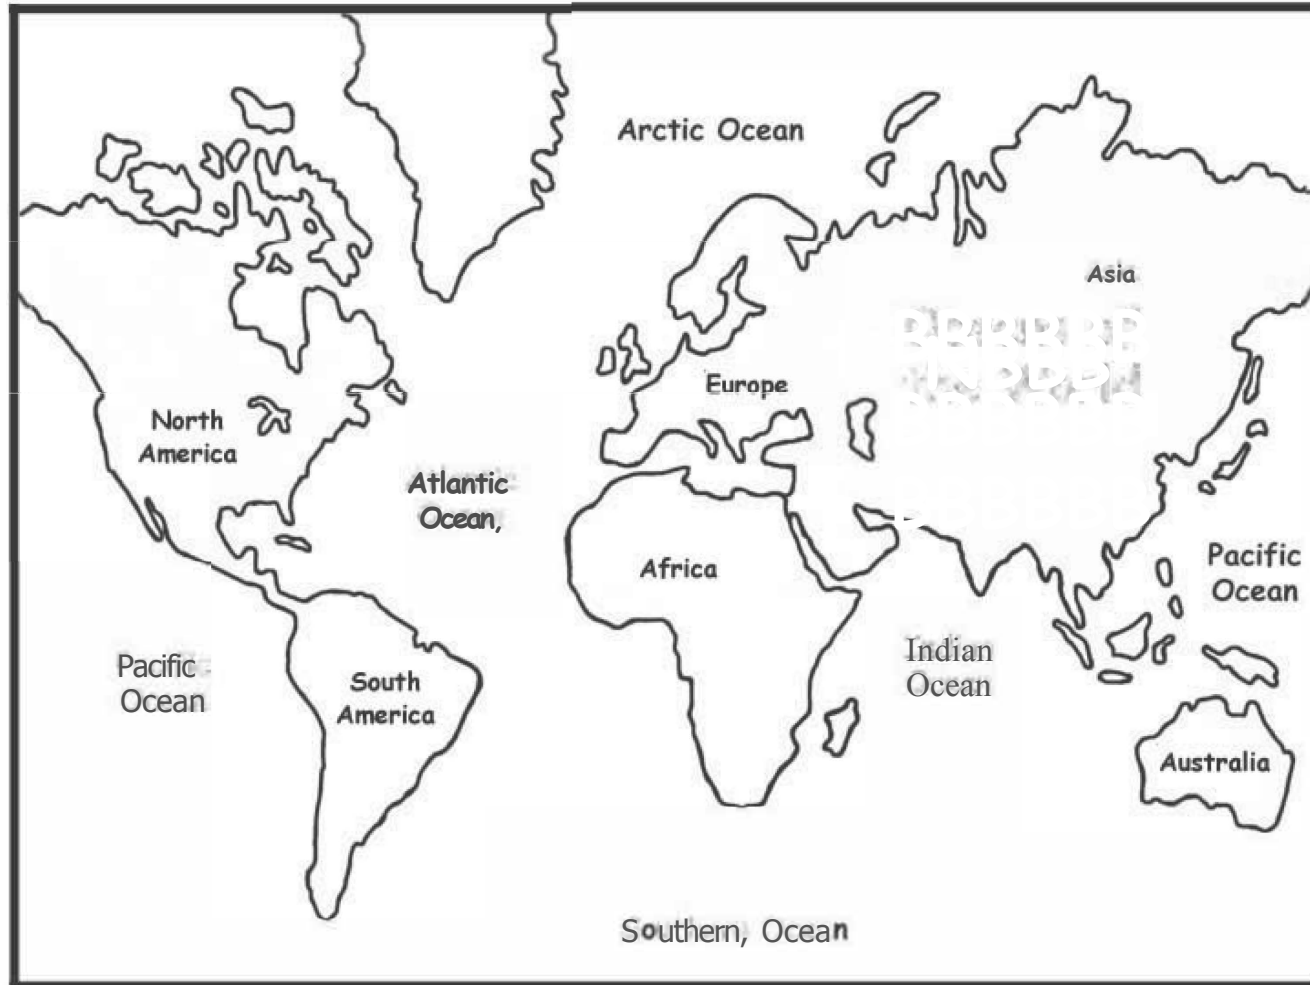 Arctic Ocean
Asia
Europe
North
America
Atlantic
Ocean,
Africa
Pacific
Ocean
Pacific
Ocean
South
America
Indian
Ocean
Australia
Southern, Ocean